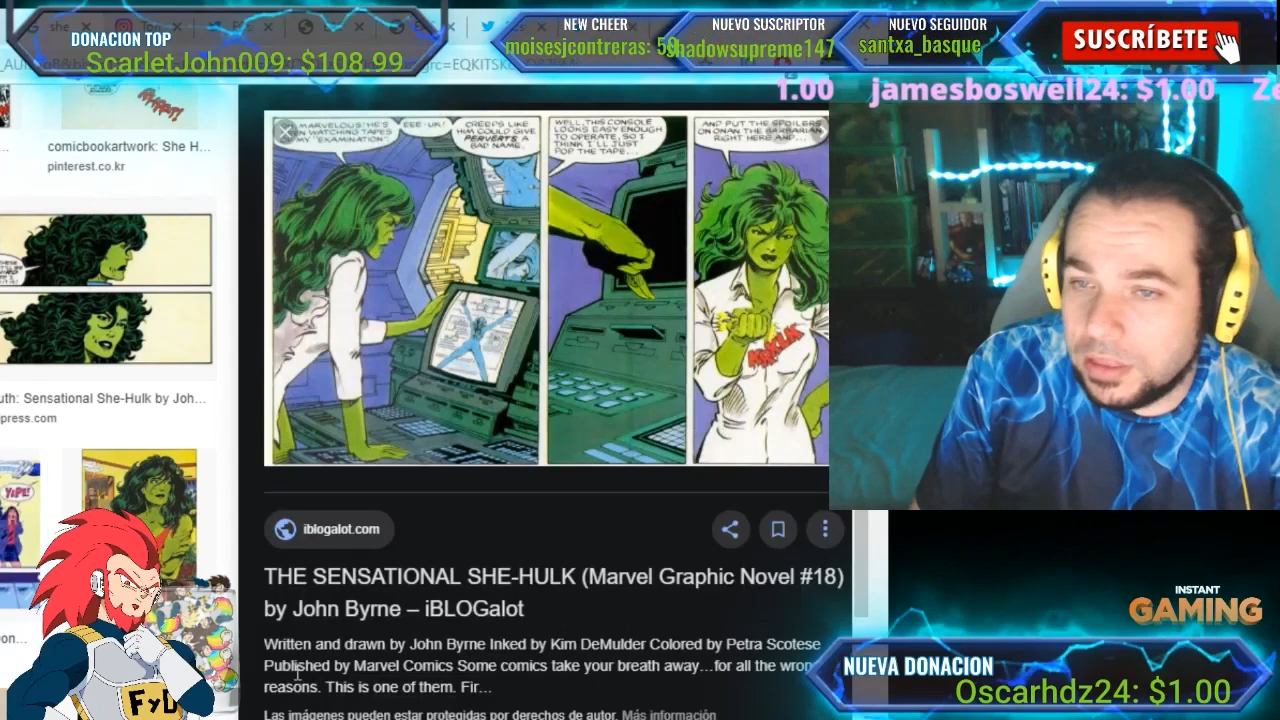 DONACION TOP
ScarletJohn009: $108.99
NEW CHEER
moisesjcontreras: 50
NUEVO SUSCRIPTOR
shadowsupreme147
NUEVO SEGUIDOR
santxa_basque
SUSCRÍBETE
1.00 jamesboswell24: $1.00 Ze
comicbookartwork: She H...
pinterest.co.kr
MARVELOUS! HE'S
BEEN WATCHING TAPES
OF MY "EXAMINATION".
EEE-UK!
CREEPS LIKE
HIM COULD GIVE
PERVERTS A
BAD NAME.
WELL, THIS CONSOLE
LOOKS EASY ENOUGH
TO OPERATE, SO I
THINK I'LL JUST
POP THE TAPE...
AND PUT THE SPOILERS
ON ONAN THE BARBARIAN
RIGHT HERE AND...
uth: Sensational She-Hulk by Joh...
press.com
YIPE!
iblogalot.com
THE SENSATIONAL SHE-HULK (Marvel Graphic Novel #18)
by John Byrne – iBLOGalot
Written and drawn by John Byrne Inked by Kim DeMulder Colored by Petra Scotese
Published by Marvel Comics Some comics take your breath away…for all the wron
reasons. This is one of them. Fir...
Las imágenes pueden estar protegidas por derechos de autor. Más información
FyD
INSTANT
GAMING
NUEVA DONACION
Oscarhdz24: $1.00